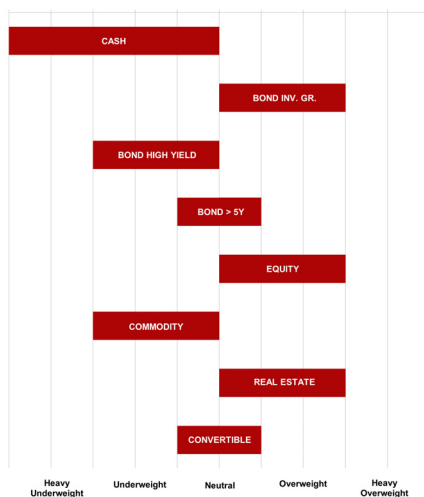 CASH
BOND INV. GR.
BOND HIGH YIELD
BOND > 5Y
EQUITY
COMMODITY
REAL ESTATE
CONVERTIBLE
Heavy Underweight Neutral Overweight Heavy
Underweight Overweight